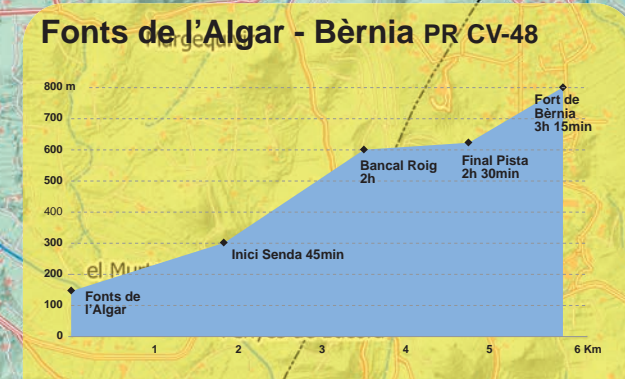 Fonts de l'Algar - Bèrnia PR CV-48
800 m
700
600
500
400
300
200
100
0
Fort de
Bèrnia
3h 15min
Bancal Roig
2h
Final Pista
2h 30min
Inici Senda 45min
Fonts de
l'Algar
el Murt
1
2
3
4
5
6 Km